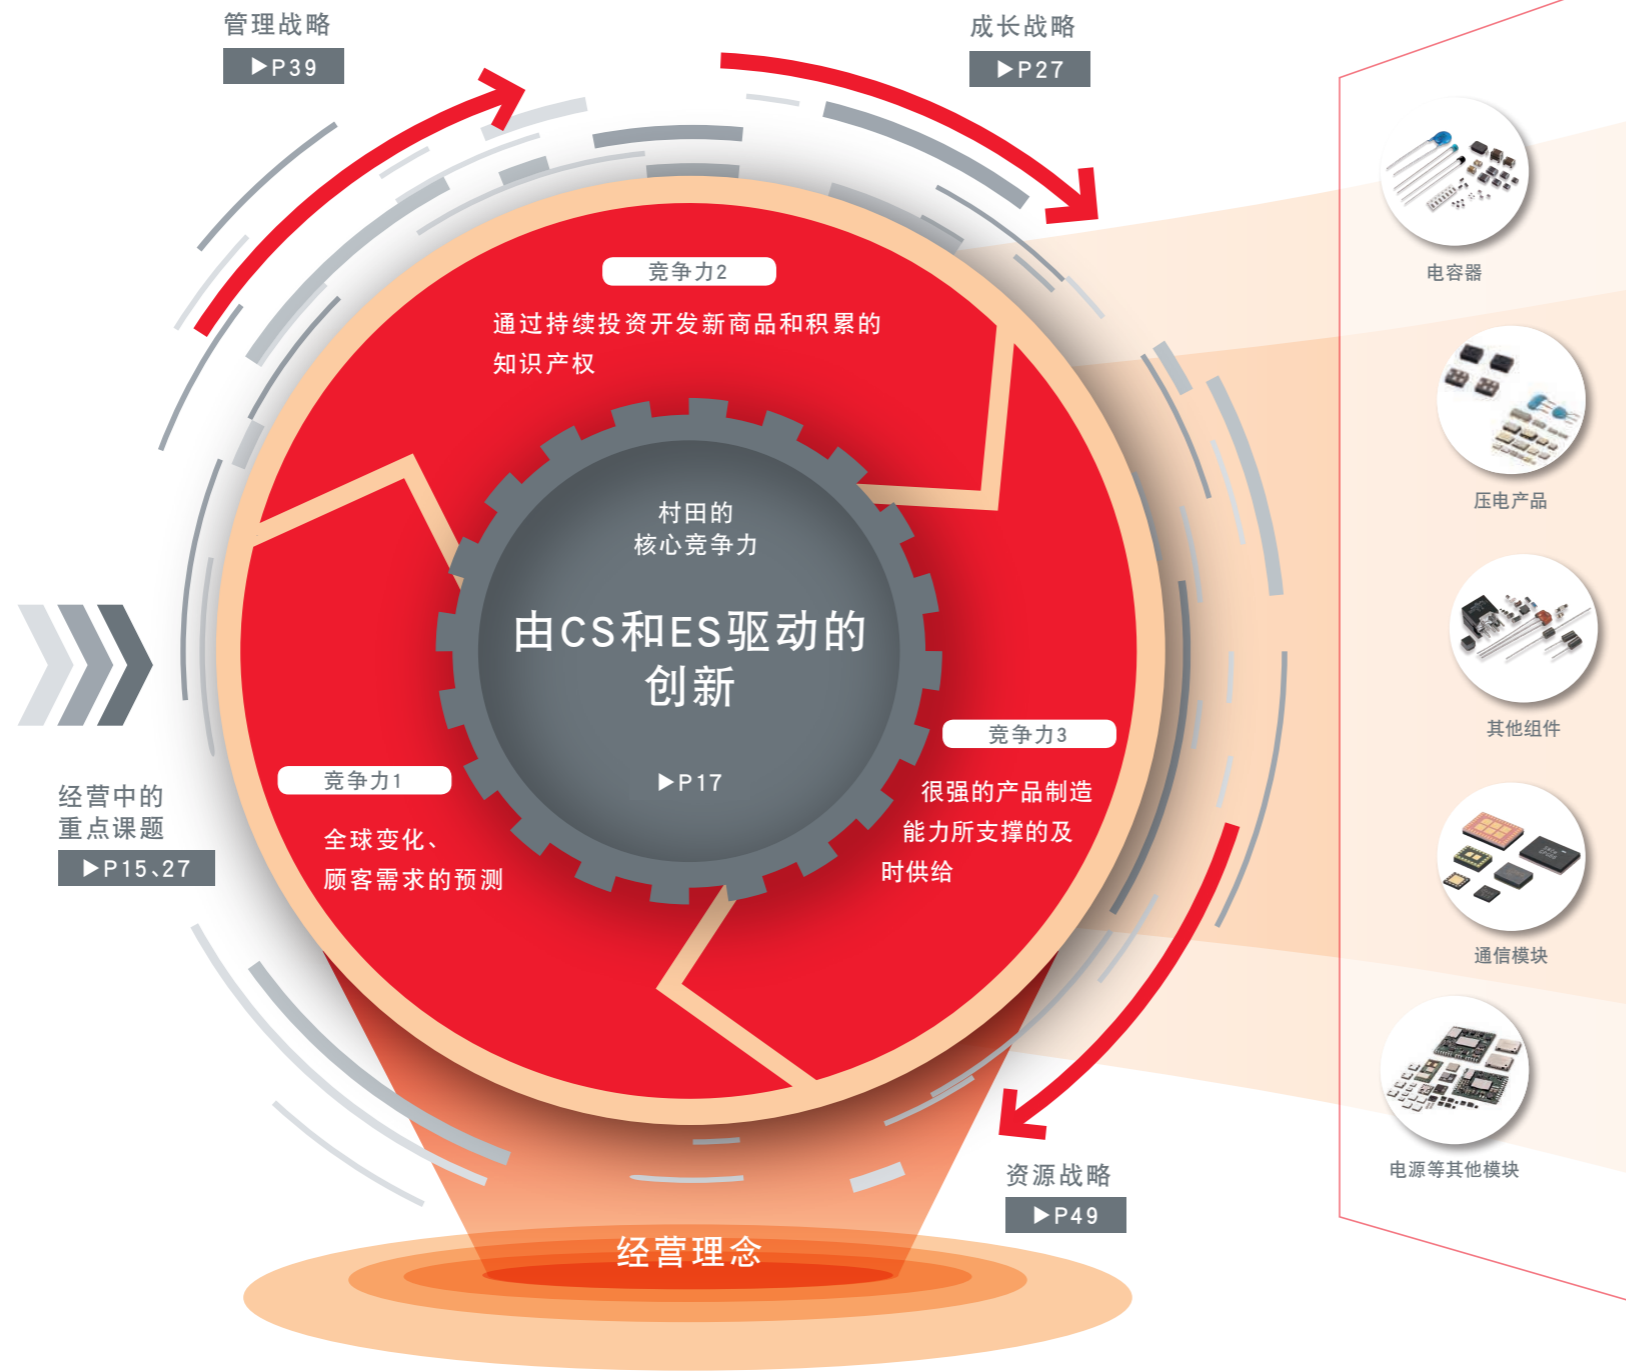 管理战略
▶P39
成长战略
▶P27
竞争力2
通过持续投资开发新商品和积累的
知识产权
村田的
核心竞争力
由CS和ES驱动的
创新
▶P17
竞争力1
全球变化、
顾客需求的预测
竞争力3
很强的产品制造
能力所支撑的及
时供给
经营中的
重点课题
▶P15、27
资源战略
▶P49
经营理念
电容器
压电产品
其他组件
通信模块
电源等其他模块